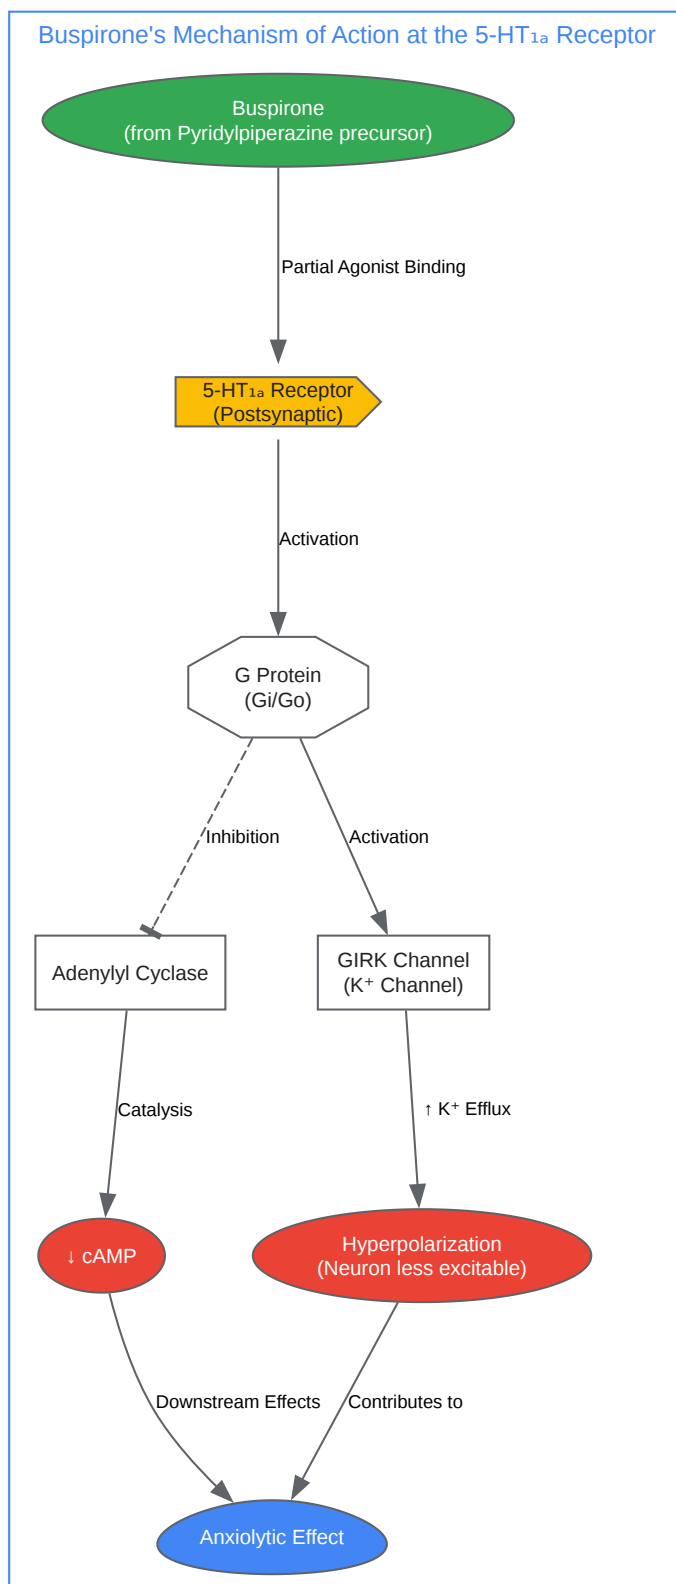 Buspirone's Mechanism of Action at the 5-HT₁ₐ Receptor
Buspirone
(from Pyridylpiperazine precursor)
Partial Agonist Binding
5-HT₁ₐ Receptor
(Postsynaptic)
Activation
G Protein
(Gi/Go)
Inhibition
Activation
Adenylyl Cyclase
GIRK Channel
(K⁺ Channel)
Catalysis
↑ K⁺ Efflux
↓ cAMP
Hyperpolarization
(Neuron less excitable)
Downstream Effects
Contributes to
Anxiolytic Effect